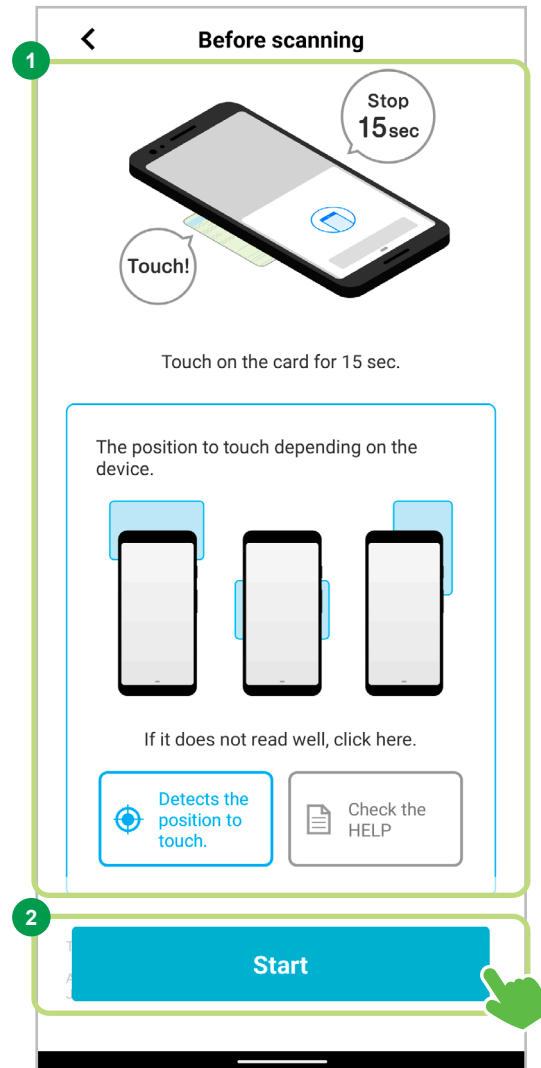 Before scanning
1
Stop
15sec
Touch!
Touch on the card for 15 sec.
The position to touch depending on the
device.
If it does not read well, click here.
Detects the
position to
touch.
Check the
HELP
2
Start